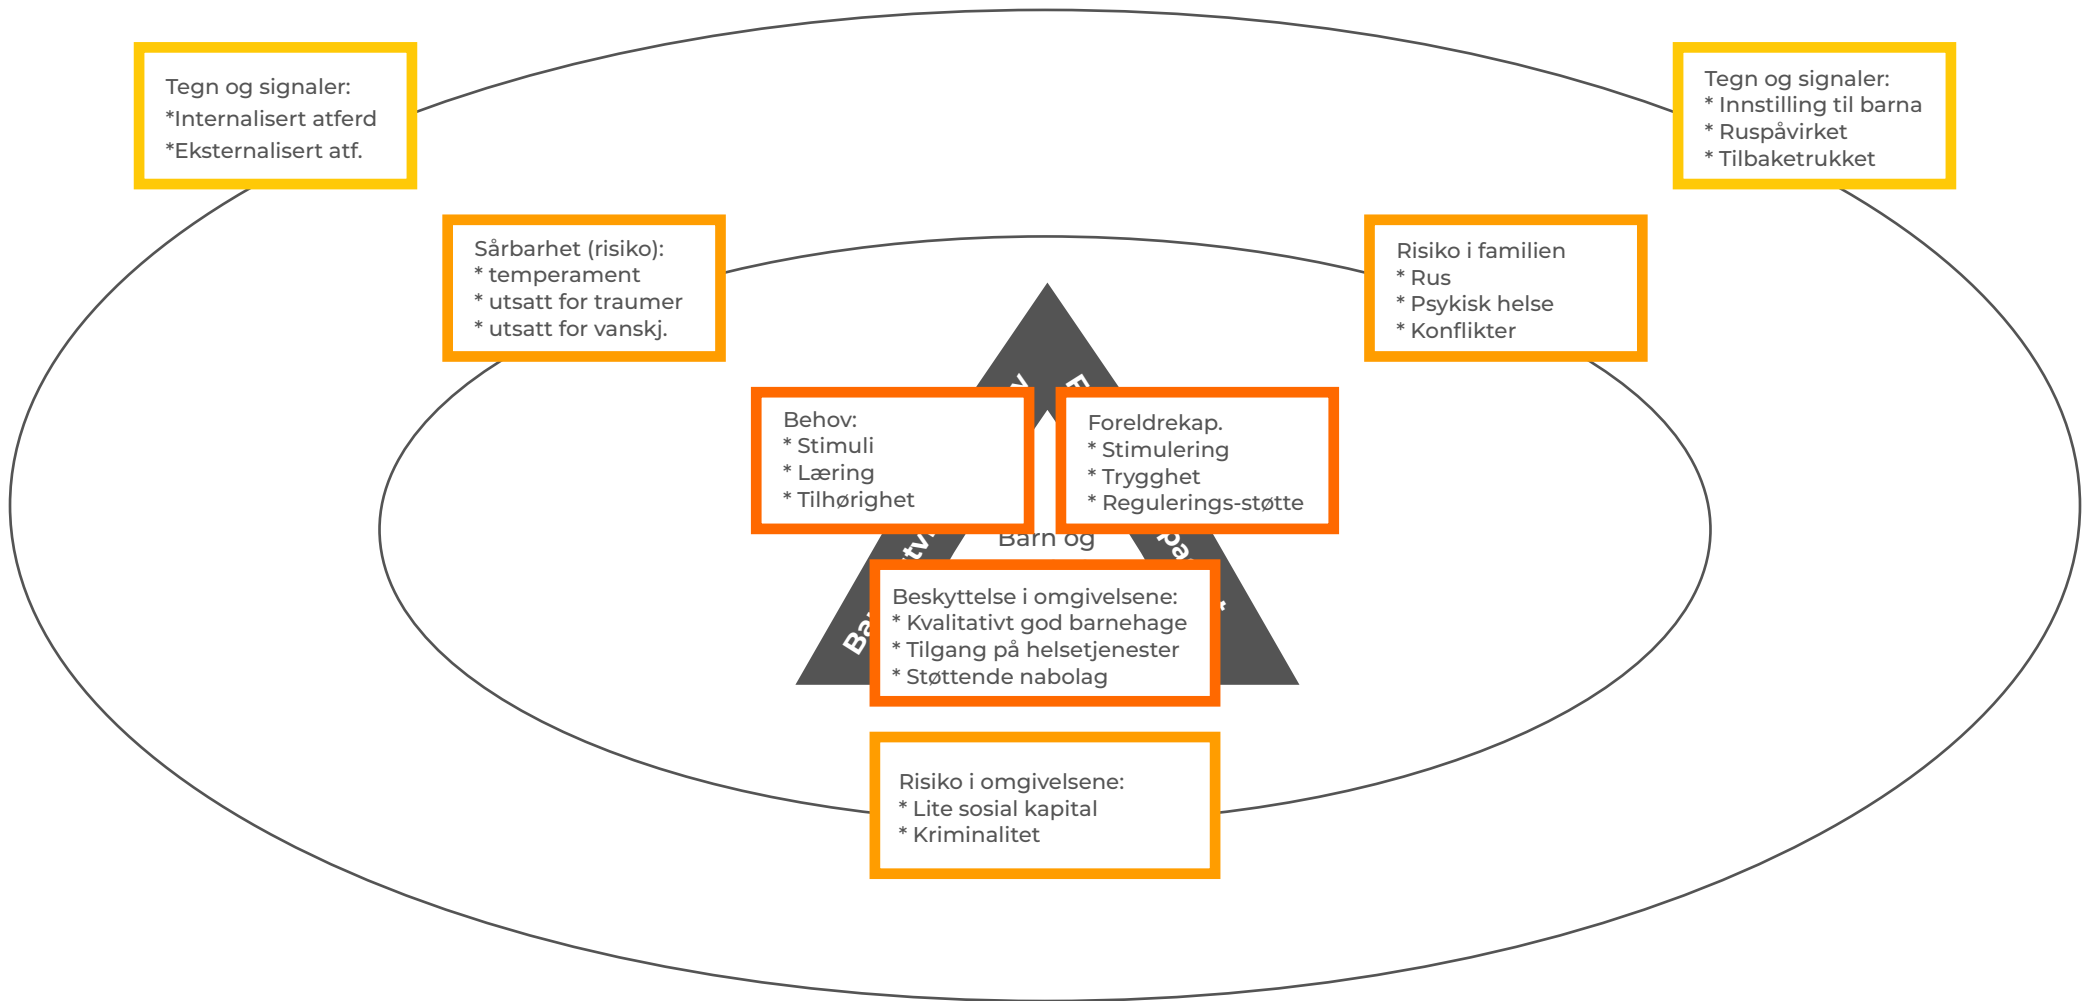 Tegn og signaler:
*Internalisert atferd
*Eksternalisert atf.
Tegn og signaler:
* Innstilling til barna
* Ruspåvirket
* Tilbaketrukket
Sårbarhet (risiko):
* temperament
* utsatt for traumer
* utsatt for vanskj.
Risiko i familien
* Rus
* Psykisk helse
* Konflikter
Behov:
* Stimuli
* Læring
* Tilhørighet
Foreldrekap.
* Stimulering
* Trygghet
* Regulerings-støtte
Barn og
Beskyttelse i omgivelsene:
* Kvalitativt god barnehage
* Tilgang på helsetjenester
* Støttende nabolag
Risiko i omgivelsene:
* Lite sosial kapital
* Kriminalitet